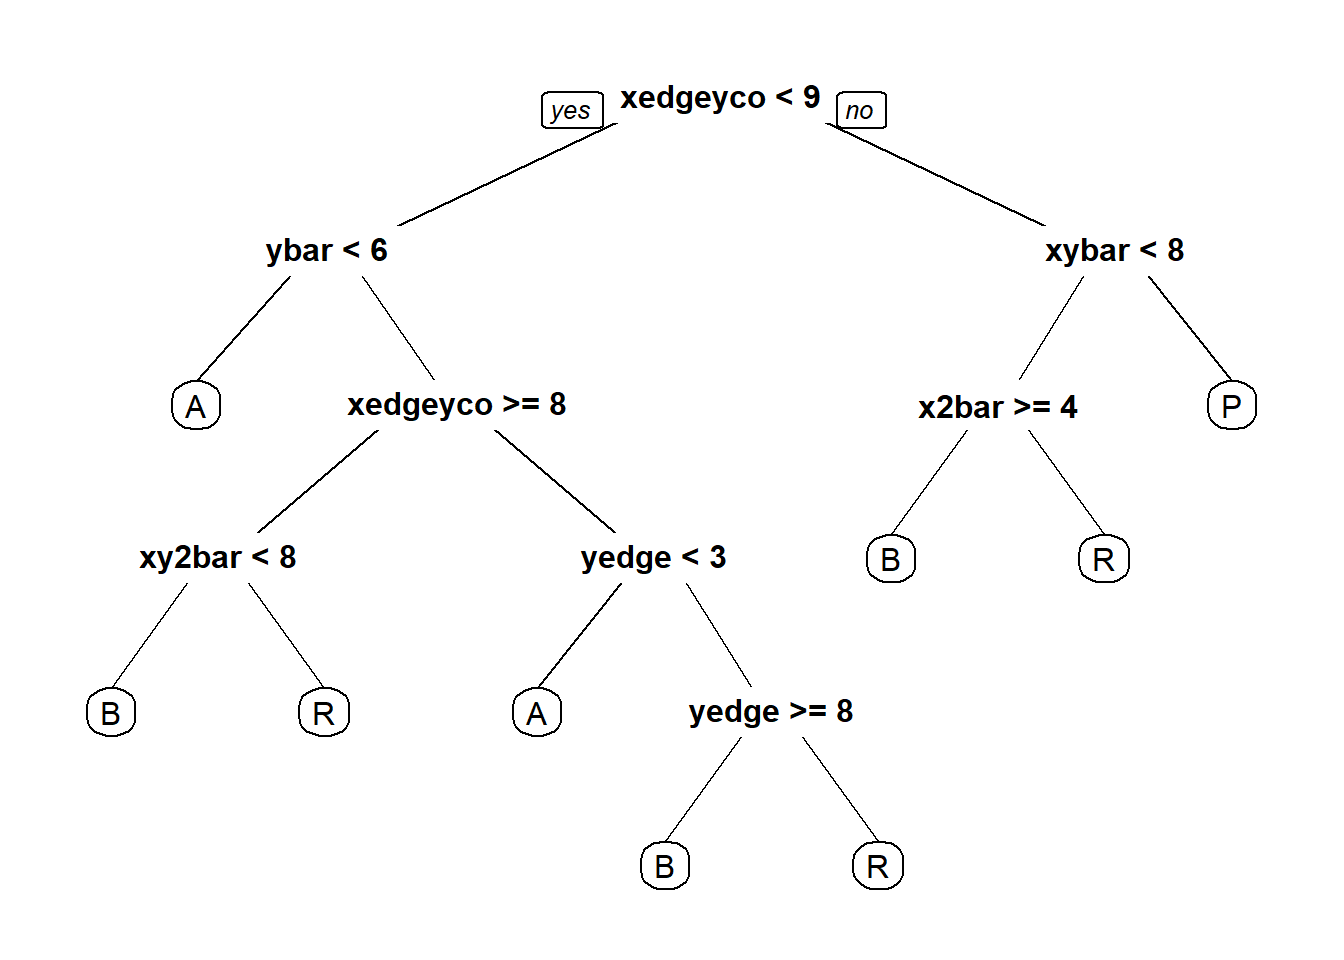 yes
xedgeyco < 9
no
ybar < 6
xybar < 8
A
xedgeyco >= 8
x2bar >= 4
P
xy2bar < 8
yedge < 3
B
R
B
R
A
yedge >= 8
B
R